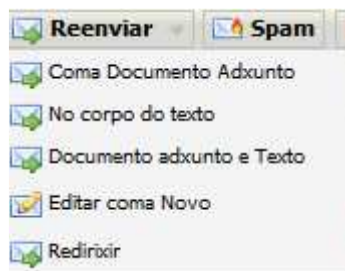 Reenviar Spam
Coma Documento Adxunto
No corpo do texto
Documento adxunto e Texto
Editar coma Novo
Redirixir